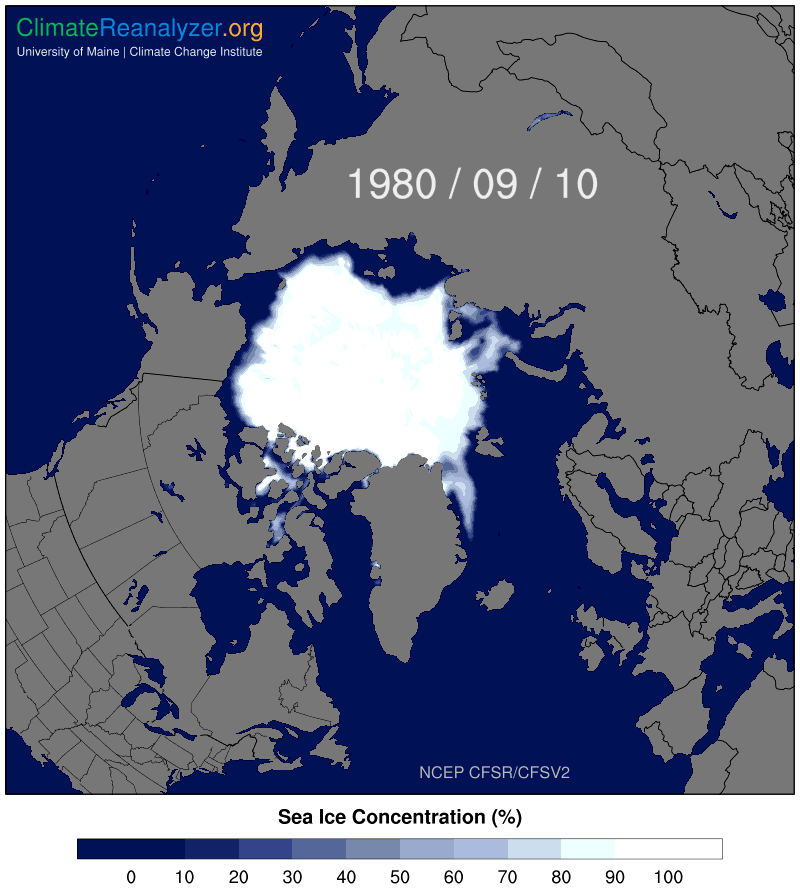 ClimateReanalyzer.org
University of Maine | Climate Change Institute
1980 / 09 / 10
NCEP CFSR/CFSV2
Sea Ice Concentration (%)
0 10 20 30 40 50 60 70 80 90 100